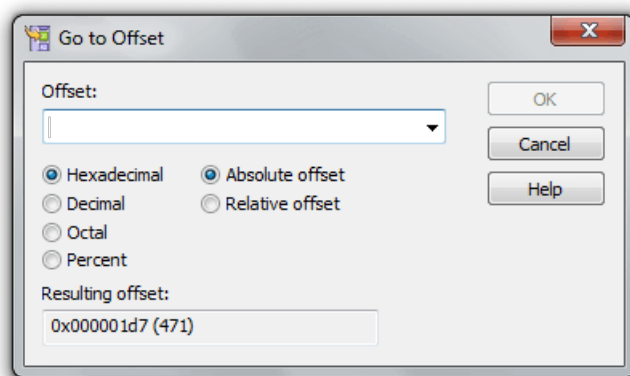 Go to Offset
Offset:
OK
Cancel
Help
Hexadecimal
Absolute offset
Decimal
Relative offset
Octal
Percent
Resulting offset:
0x000001d7 (471)